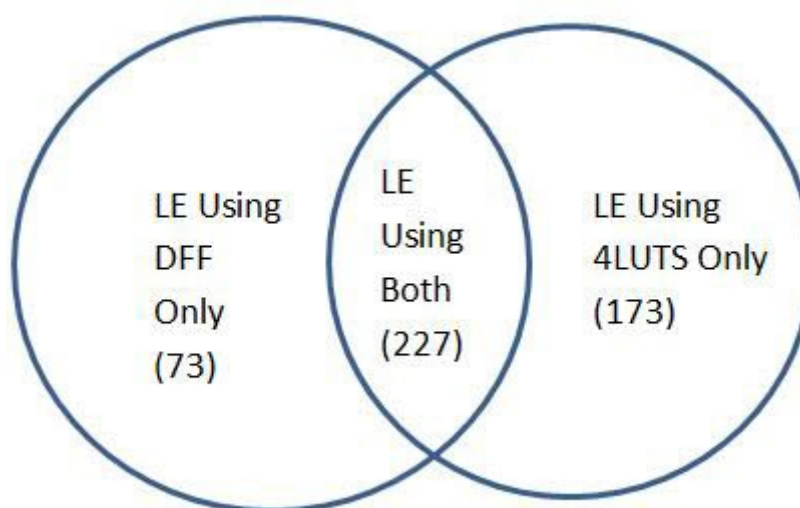 LE Using
DFF
Only
(73)
LE
Using
Both
(227)
LE Using
4LUTS Only
(173)